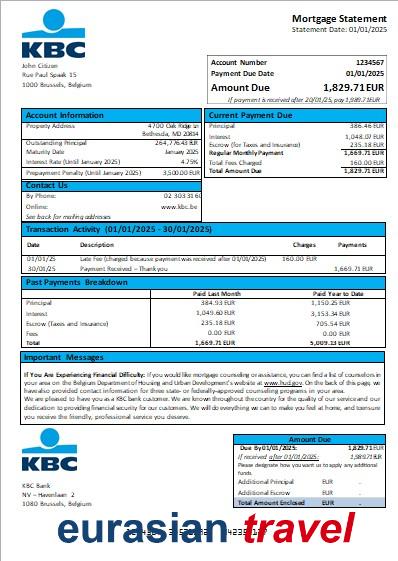 KBC
Mortgage Statement
Statement Date: 01/01/2025
John Citizen
Rue Paul Spaak 15
1000 Brussels, Belgium
Account Number 1234567
Payment Due Date 01/01/2025
Amount Due 1,829.71EUR
If payment is received after 20/01/25, pay 1,989.71EUR
Account Information
Property Address 4700 Oak Ridge Ln
Bethesda, MD 20814
Outstanding Principal 264,776.43 EUR
Maturity Date January 2025
Interest Rate (Until January 2025) 4.75%
Prepayment Penalty (Until January 2025) 3,500.00 EUR
Contact Us
By Phone: 02 303 31 60
Online: www.kbc.be
See back for mailing addresses
Current Payment Due
Principal 386.46 EUR
Interest 1,048.07 EUR
Escrow (for Taxes and Insurance) 235.18 EUR
Regular Monthly Payment 1,669.71 EUR
Total Fees Charged 160.00 EUR
Total Amount Due 1,829.71 EUR
Transaction Activity (01/01/2025 - 30/01/2025)
Date Description Charges Payments
01/01/25 Late Fee (charged because payment was received after 01/01/2025) 160.00 EUR
30/01/25 Payment Received – Thank you 1,669.71 EUR
Past Payments Breakdown
Paid Last Month Paid Year to Date
Principal 384.93 EUR 1,150.25 EUR
Interest 1,049.60 EUR 3,153.34 EUR
Escrow (Taxes and Insurance) 235.18 EUR 705.54 EUR
Fees 0.00 EUR 0.00 EUR
Total 1,669.71 EUR 5,009.13 EUR
Important Messages
If You Are Experiencing Financial Difficulty: If you would like mortgage counseling or assistance, you can find a list of counselors in
your area on the Belgium Department of Housing and Urban Development's website at www.hud.gov. On the back of this page, we
have also provided contact information for three state or federally-approved counseling programs in your area.
We are pleased to have you as a KBC bank customer. We are known throughout the country for the quality of our service and our
dedication to providing financial security for our customers. We will do everything we can to make you feel at home, and to ensure
you receive the friendly, professional service you deserve.
KBC
KBC Bank
NV – Havenlaan 2
1080 Brussels, Belgium
Amount Due
Due By 01/01/2025: 1,829.71 EUR
If received after 01/01/2025: 1,989.71 EUR
Please designate how you want us to apply any additional
funds.
Additional Principal EUR -
Additional Escrow EUR -
Total Amount Enclosed EUR -
eurasian travel